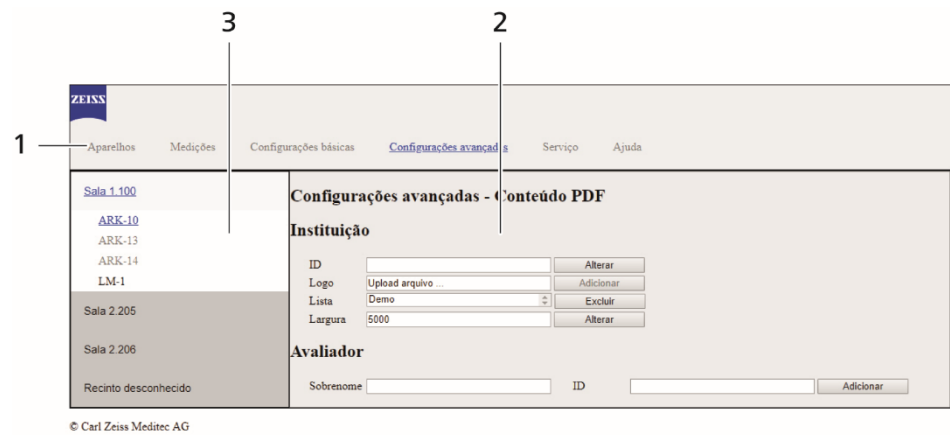 3 2
ZEISS
1
Aparelhos Medições Configurações básicas Configurações avançadas Serviço Ajuda
Sala 1.100
ARK-10
ARK-13
ARK-14
LM-1
Sala 2.205
Sala 2.206
Recinto desconhecido
Configurações avançadas - Conteúdo PDF
Instituição
ID Alterar
Logo Upload arquivo ... Adicionar
Lista Demo Excluir
Largura 5000 Alterar
Avaliador
Sobrenome ID Adicionar
© Carl Zeiss Meditec AG